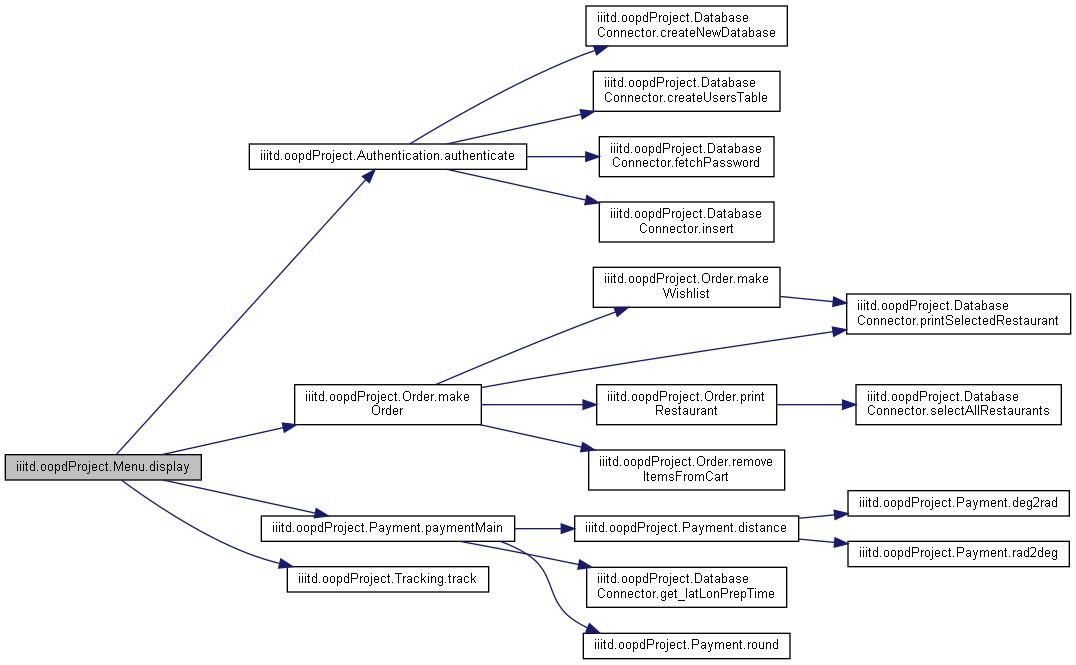 iiitd.oopdProject.Database
Connector.createNewDatabase
iiitd.oopdProject.Database
Connector.createUsersTable
iiitd.oopdProject.Authentication.authenticate
iiitd.oopdProject.Database
Connector.fetchPassword
iiitd.oopdProject.Database
Connector.insert
iiitd.oopdProject.Order.make
Wishlist
iiitd.oopdProject.Database
Connector.printSelectedRestaurant
iiitd.oopdProject.Order.make
Order
iiitd.oopdProject.Order.print
Restaurant
iiitd.oopdProject.Database
Connector.selectAllRestaurants
iiitd.oopdProject.Menu.display
iiitd.oopdProject.Order.remove
ItemsFromCart
iiitd.oopdProject.Payment.paymentMain
iiitd.oopdProject.Payment.distance
iiitd.oopdProject.Payment.deg2rad
iiitd.oopdProject.Payment.rad2deg
iiitd.oopdProject.Tracking.track
iiitd.oopdProject.Database
Connector.get_latLonPrepTime
iiitd.oopdProject.Payment.round